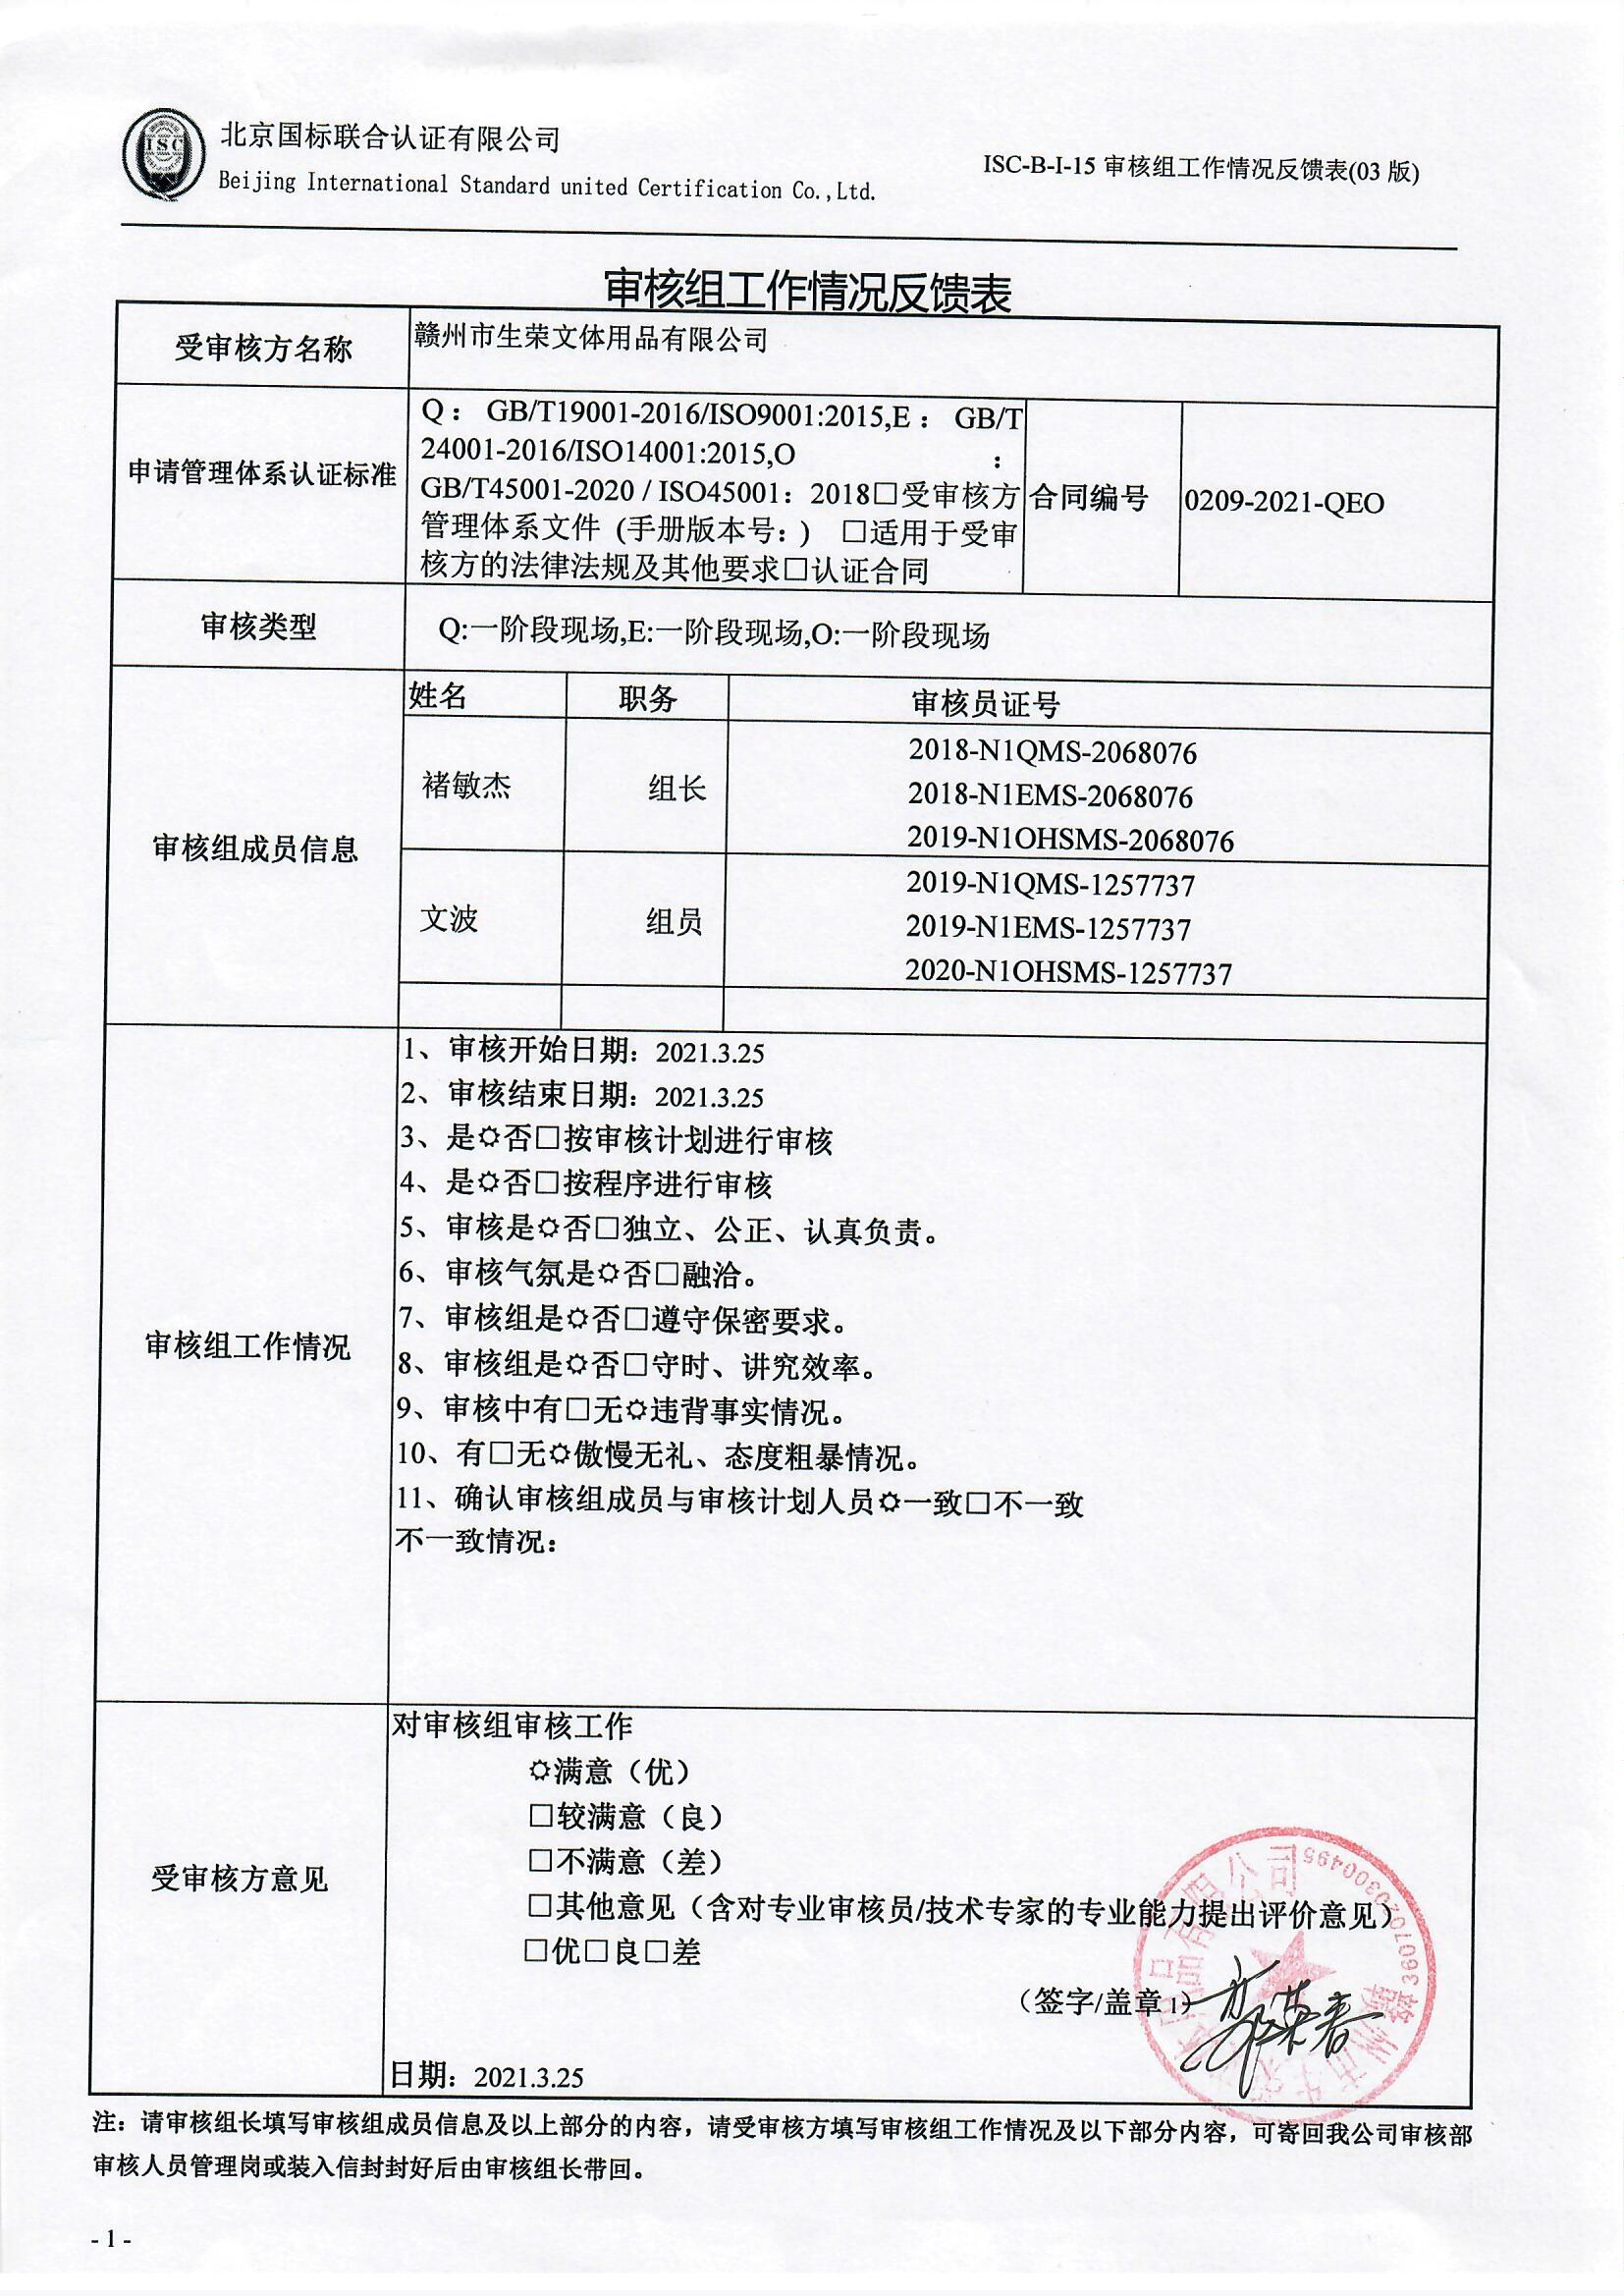 ISC
北京国标联合认证有限公司
Beijing International Standard united Certification Co.,Ltd.
ISC-B-I-15 审核组工作情况反馈表(03 版)
审核组工作情况反馈表
受审核方名称
赣州市生荣文体用品有限公司
申请管理体系认证标准
Q： GB/T19001-2016/ISO9001:2015,E： GB/T
24001-2016/ISO14001:2015,O ：
GB/T45001-2020 / ISO45001：2018□受审核方
管理体系文件 (手册版本号：) □适用于受审
核方的法律法规及其他要求□认证合同
合同编号
0209-2021-QEO
审核类型
Q:一阶段现场,E:一阶段现场,O:一阶段现场
审核组成员信息
姓名 职务 审核员证号
褚敏杰 组长
2018-N1QMS-2068076
2018-N1EMS-2068076
2019-N1OHSMS-2068076
文波 组员
2019-N1QMS-1257737
2019-N1EMS-1257737
2020-N1OHSMS-1257737
审核组工作情况
1、审核开始日期：2021.3.25
2、审核结束日期：2021.3.25
3、是☼否□按审核计划进行审核
4、是☼否□按程序进行审核
5、审核是☼否□独立、公正、认真负责。
6、审核气氛是☼否□融洽。
7、审核组是☼否□遵守保密要求。
8、审核组是☼否□守时、讲究效率。
9、审核中有□无☼违背事实情况。
10、有□无☼傲慢无礼、态度粗暴情况。
11、确认审核组成员与审核计划人员☼一致□不一致
不一致情况：
受审核方意见
对审核组审核工作
☼满意（优）
□较满意（良）
□不满意（差）
□其他意见（含对专业审核员/技术专家的专业能力提出评价意见）
□优□良□差
（签字/盖章 1）
日期：2021.3.25
注：请审核组长填写审核组成员信息及以上部分的内容，请受审核方填写审核组工作情况及以下部分内容，可寄回我公司审核部
审核人员管理岗或装入信封封好后由审核组长带回。
- 1 -